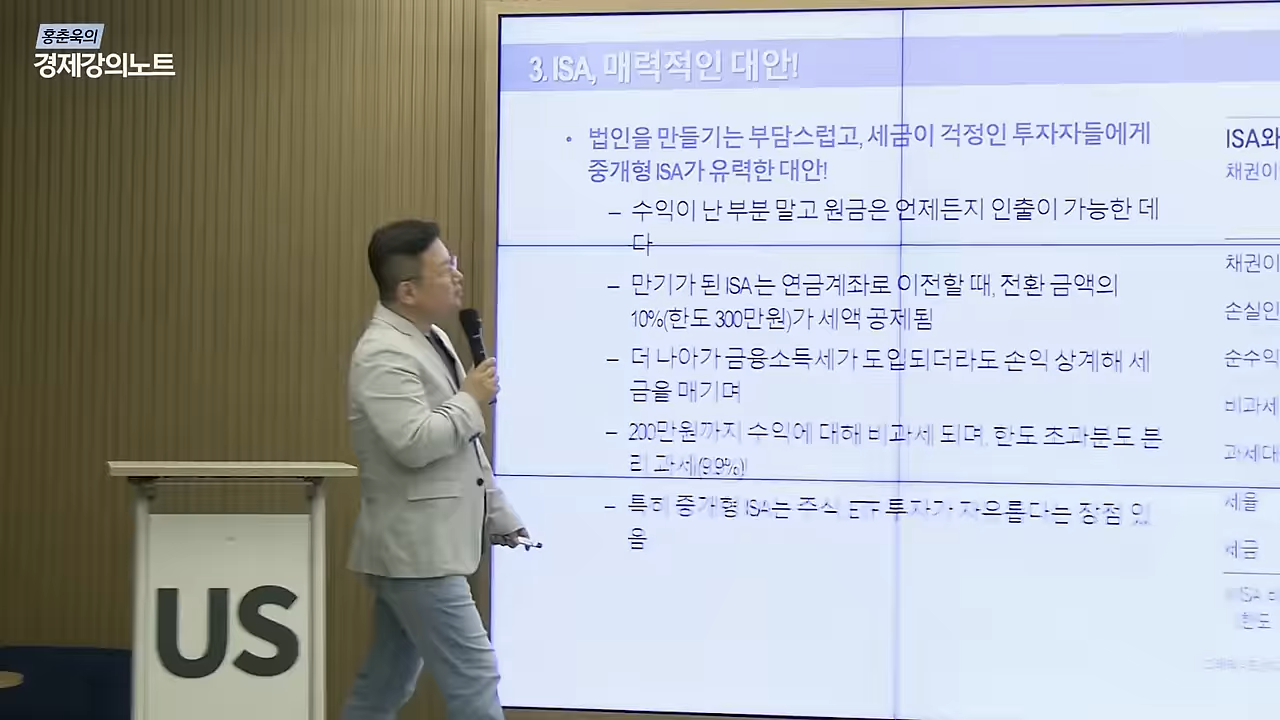 홍춘욱의
경제강의노트
3. ISA, 매력적인 대안!
• 법인을 만들기는 부담스럽고, 세금이 걱정인 투자자들에게
중개형 ISA가 유력한 대안!
– 수익이 난 부분 말고 원금은 언제든지 인출이 가능한 데
다
– 만기가 된 ISA는 연금계좌로 이전할 때, 전환 금액의
10%(한도 300만원)가 세액 공제됨
– 더 나아가 금융소득세가 도입되더라도 손익 상계해 세
금을 매기며
– 200만원까지 수익에 대해 비과세 되며, 한도 초과분도 분
리 과세(9.9%)!
– 특히 중개형 ISA는 주식 ETF 투자가 자유롭다는 장점 있
음
ISA와
채권이
채권이
손실인
순수익
비과세
과세대
세율
세금
한도
US